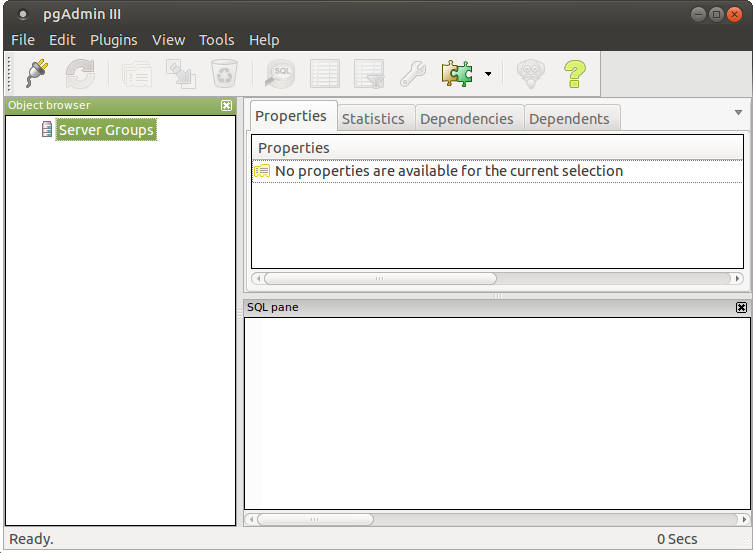 pgAdmin III
File Edit Plugins View Tools Help
SQL
Object browser
Server Groups
Properties Statistics Dependencies Dependents
Properties
No properties are available for the current selection
SQL pane
Ready. 0 Secs